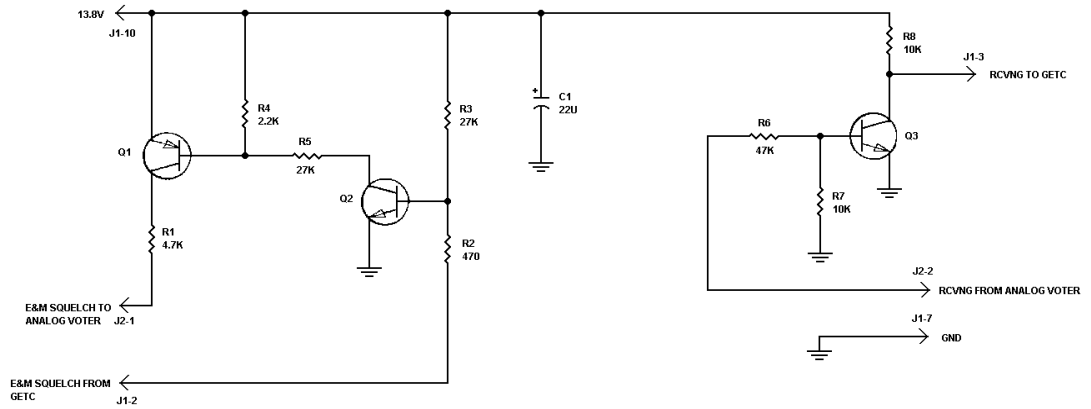 13.8V
J1-10
R8
10K
J1-3
RCVNG TO GETC
R4
2.2K
R3
27K
+
C1
22U
R6
47K
Q3
Q1
R5
27K
Q2
R7
10K
R1
4.7K
R2
470
J2-2
RCVNG FROM ANALOG VOTER
E&M SQUELCH TO
ANALOG VOTER
J2-1
J1-7
GND
E&M SQUELCH FROM
GETC
J1-2